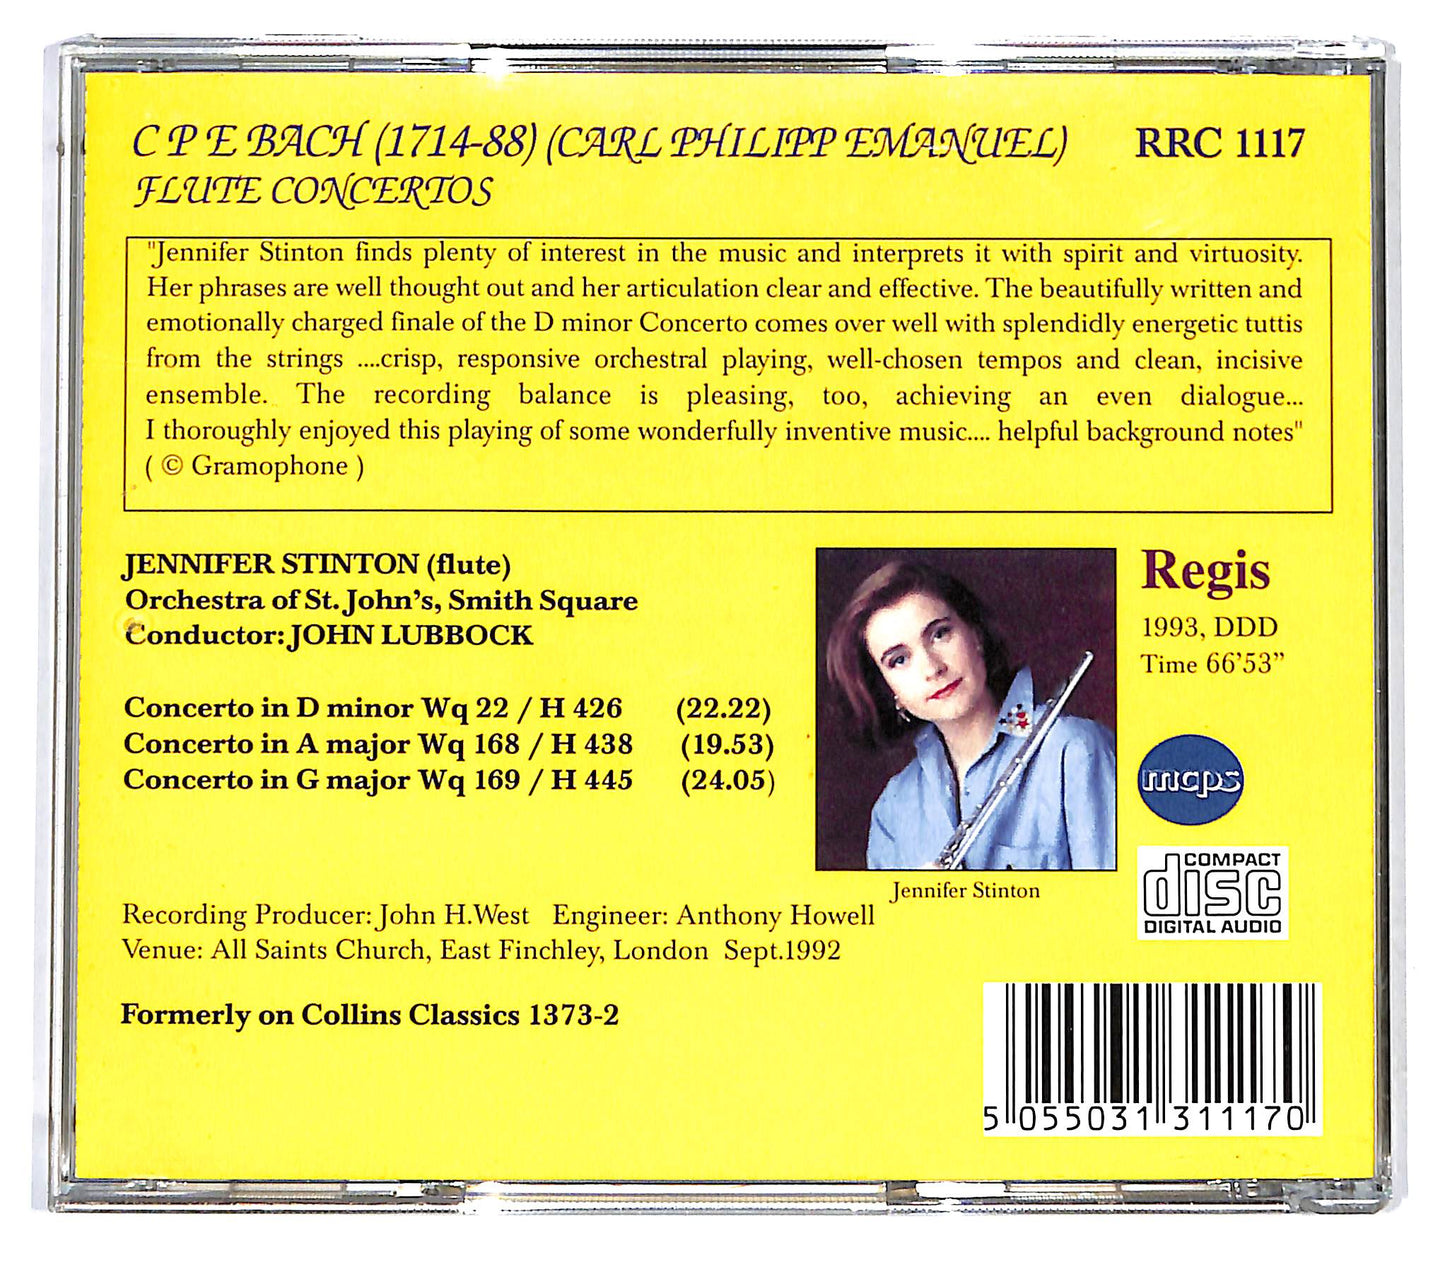 C P E BACH (1714-88) (CARL PHILIPP EMANUEL) RRC 1117
FLUTE CONCERTOS
"Jennifer Stinton finds plenty of interest in the music and interprets it with spirit and virtuosity.
Her phrases are well thought out and her articulation clear and effective. The beautifully written and
emotionally charged finale of the D minor Concerto comes over well with splendidly energetic tuttis
from the strings ....crisp, responsive orchestral playing, well-chosen tempos and clean, incisive
ensemble. The recording balance is pleasing, too, achieving an even dialogue...
I thoroughly enjoyed this playing of some wonderfully inventive music.... helpful background notes"
( © Gramophone )
JENNIFER STINTON (flute)
Orchestra of St. John's, Smith Square
Conductor: JOHN LUBBOCK
Concerto in D minor Wq 22 / H 426 (22.22)
Concerto in A major Wq 168 / H 438 (19.53)
Concerto in G major Wq 169 / H 445 (24.05)
Recording Producer: John H.West Engineer: Anthony Howell
Venue: All Saints Church, East Finchley, London Sept.1992
Formerly on Collins Classics 1373-2
Jennifer Stinton
Regis
1993, DDD
Time 66'53”
mcps
COMPACT
disc
DIGITAL AUDIO
5 055031 311170